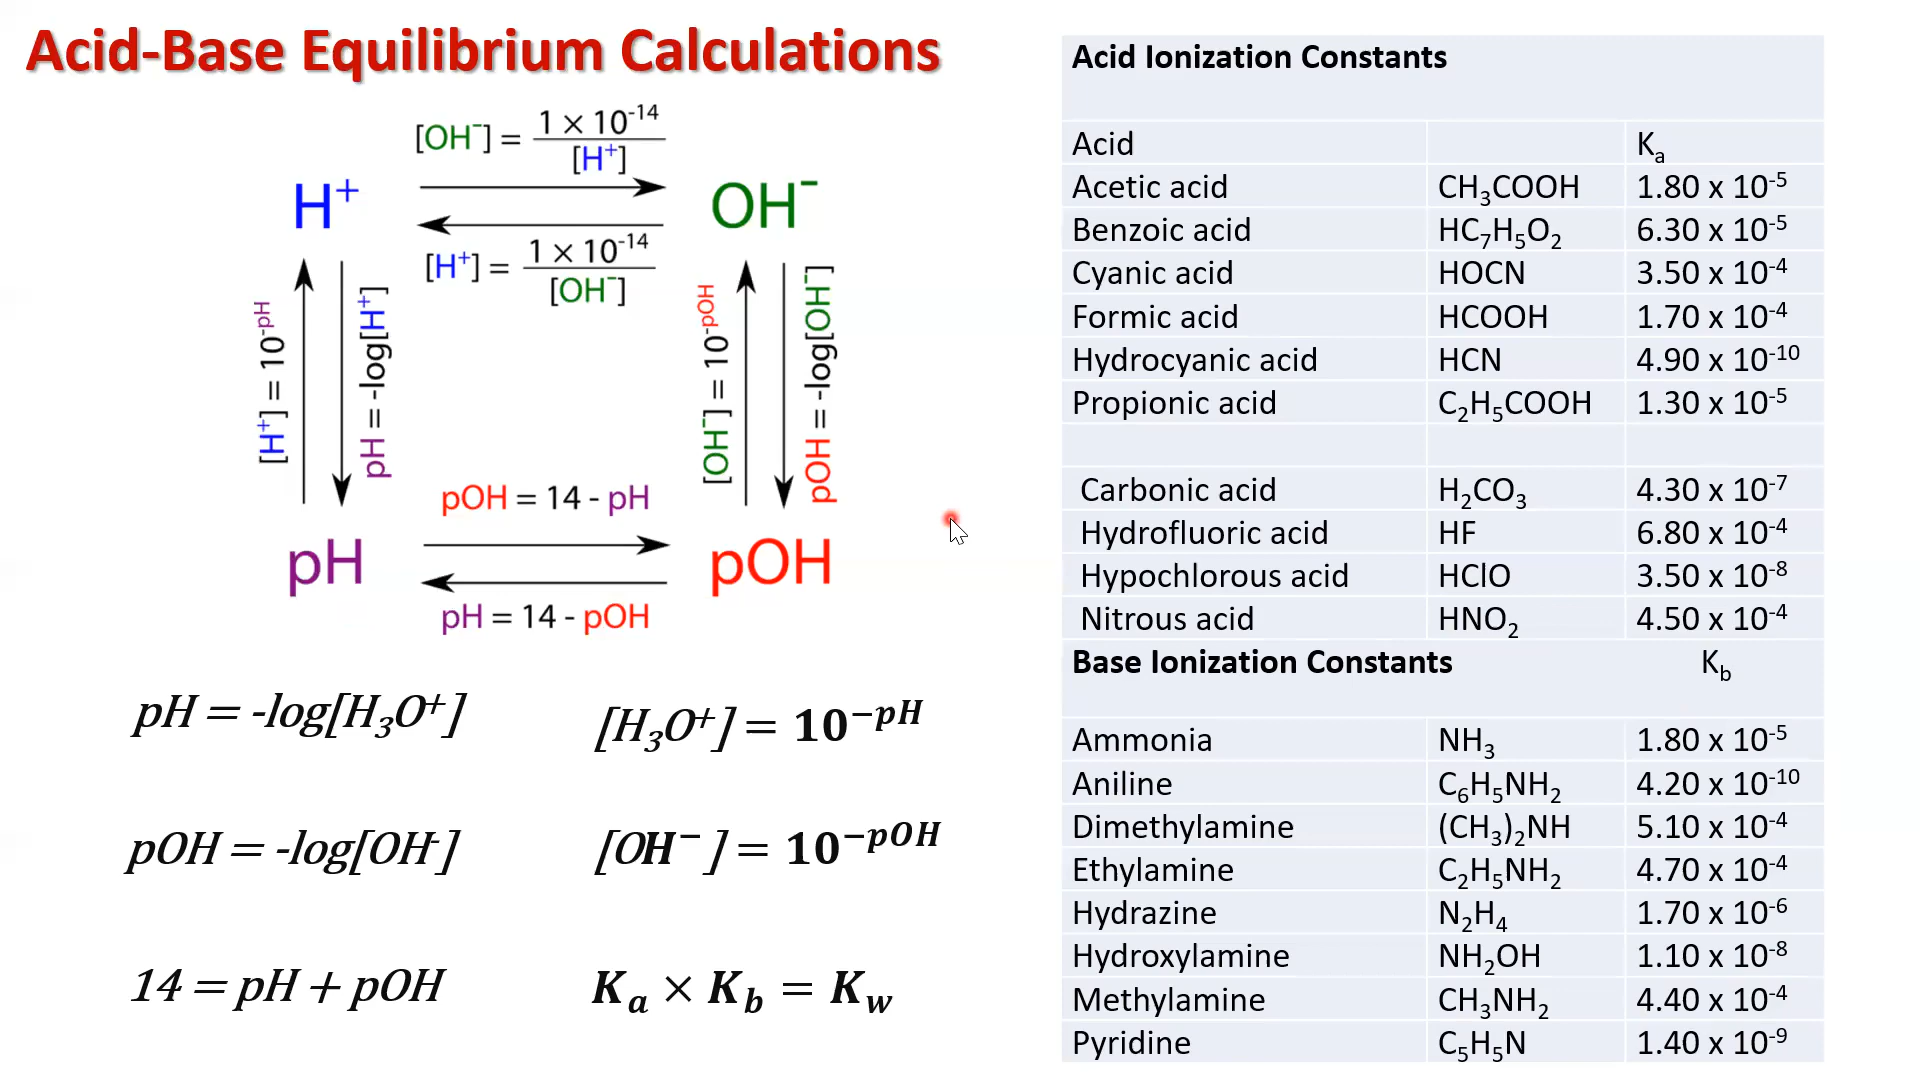 Acid-Base Equilibrium Calculations
[OH⁻] = 1 × 10⁻¹⁴ / [H⁺]
H⁺
OH⁻
[H⁺] = 1 × 10⁻¹⁴ / [OH⁻]
[H⁺] = 10⁻ᵖᴴ
pH = -log[H⁺]
[OH⁻] = 10⁻ᵖᴼᴴ
pOH = -log[OH⁻]
pOH = 14 - pH
pH
pOH
pH = 14 - pOH
pH = -log[H₃O⁺]
[H₃O⁺] = 10⁻ᵖᴴ
pOH = -log[OH⁻]
[OH⁻ ] = 10⁻ᵖᴼᴴ
14 = pH + pOH
Kₐ × K_b = K_w
Acid Ionization Constants
Acid Kₐ
Acetic acid CH₃COOH 1.80 x 10⁻⁵
Benzoic acid HC₇H₅O₂ 6.30 x 10⁻⁵
Cyanic acid HOCN 3.50 x 10⁻⁴
Formic acid HCOOH 1.70 x 10⁻⁴
Hydrocyanic acid HCN 4.90 x 10⁻¹⁰
Propionic acid C₂H₅COOH 1.30 x 10⁻⁵
Carbonic acid H₂CO₃ 4.30 x 10⁻⁷
Hydrofluoric acid HF 6.80 x 10⁻⁴
Hypochlorous acid HClO 3.50 x 10⁻⁸
Nitrous acid HNO₂ 4.50 x 10⁻⁴
Base Ionization Constants K_b
Ammonia NH₃ 1.80 x 10⁻⁵
Aniline C₆H₅NH₂ 4.20 x 10⁻¹⁰
Dimethylamine (CH₃)₂NH 5.10 x 10⁻⁴
Ethylamine C₂H₅NH₂ 4.70 x 10⁻⁴
Hydrazine N₂H₄ 1.70 x 10⁻⁶
Hydroxylamine NH₂OH 1.10 x 10⁻⁸
Methylamine CH₃NH₂ 4.40 x 10⁻⁴
Pyridine C₅H₅N 1.40 x 10⁻⁹